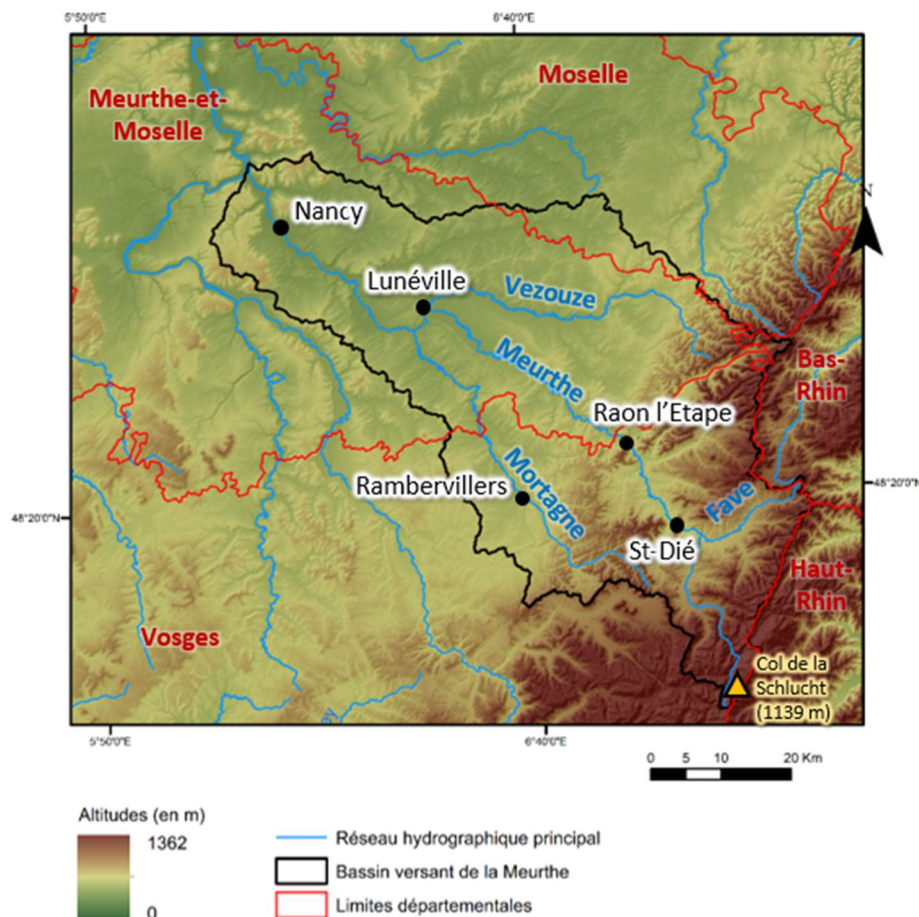 5°50'0"E
6°40'0"E
Moselle
Meurthe-et-
Moselle
N
Nancy
Lunéville
Vezouze
Meurthe
Bas-
Rhin
Raon l'Etape
Rambervillers
Mortagne
Fave
48°20'0"N
48°20'0"N
St-Dié
Haut-
Rhin
Vosges
Col de la
Schlucht
(1139 m)
5°50'0"E
6°40'0"E
0 5 10 20 Km
Altitudes (en m)
1362
0
Réseau hydrographique principal
Bassin versant de la Meurthe
Limites départementales